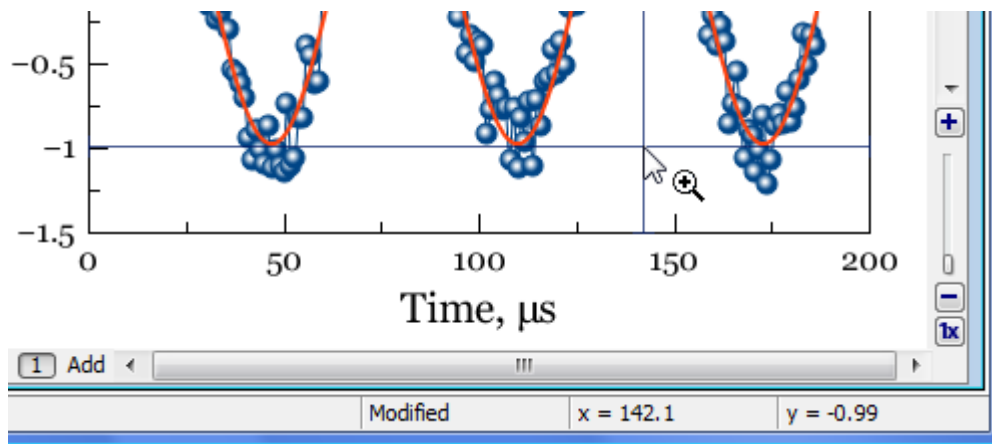 −0.5
−1
−1.5
0 50 100 150 200
Time, μs
1 Add
1x
Modified x = 142.1 y = -0.99